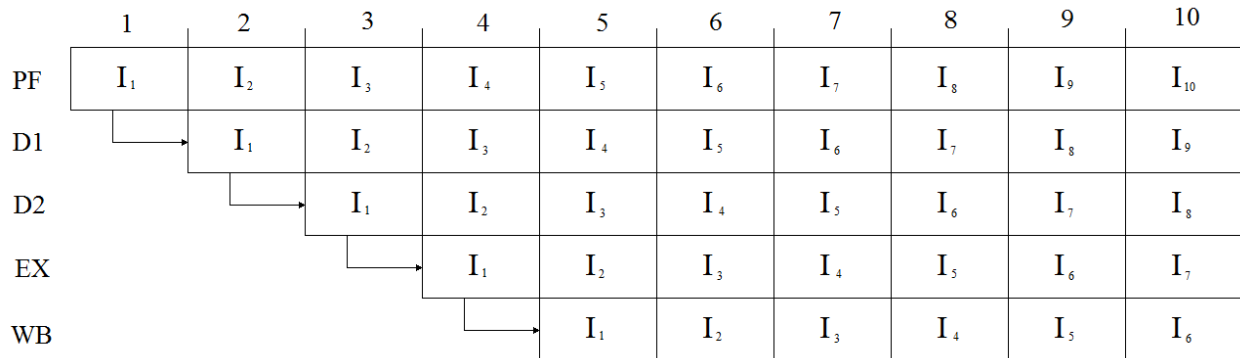 1 2 3 4 5 6 7 8 9 10
PF I₁ I₂ I₃ I₄ I₅ I₆ I₇ I₈ I₉ I₁₀
D1 I₁ I₂ I₃ I₄ I₅ I₆ I₇ I₈ I₉
D2 I₁ I₂ I₃ I₄ I₅ I₆ I₇ I₈
EX I₁ I₂ I₃ I₄ I₅ I₆ I₇
WB I₁ I₂ I₃ I₄ I₅ I₆